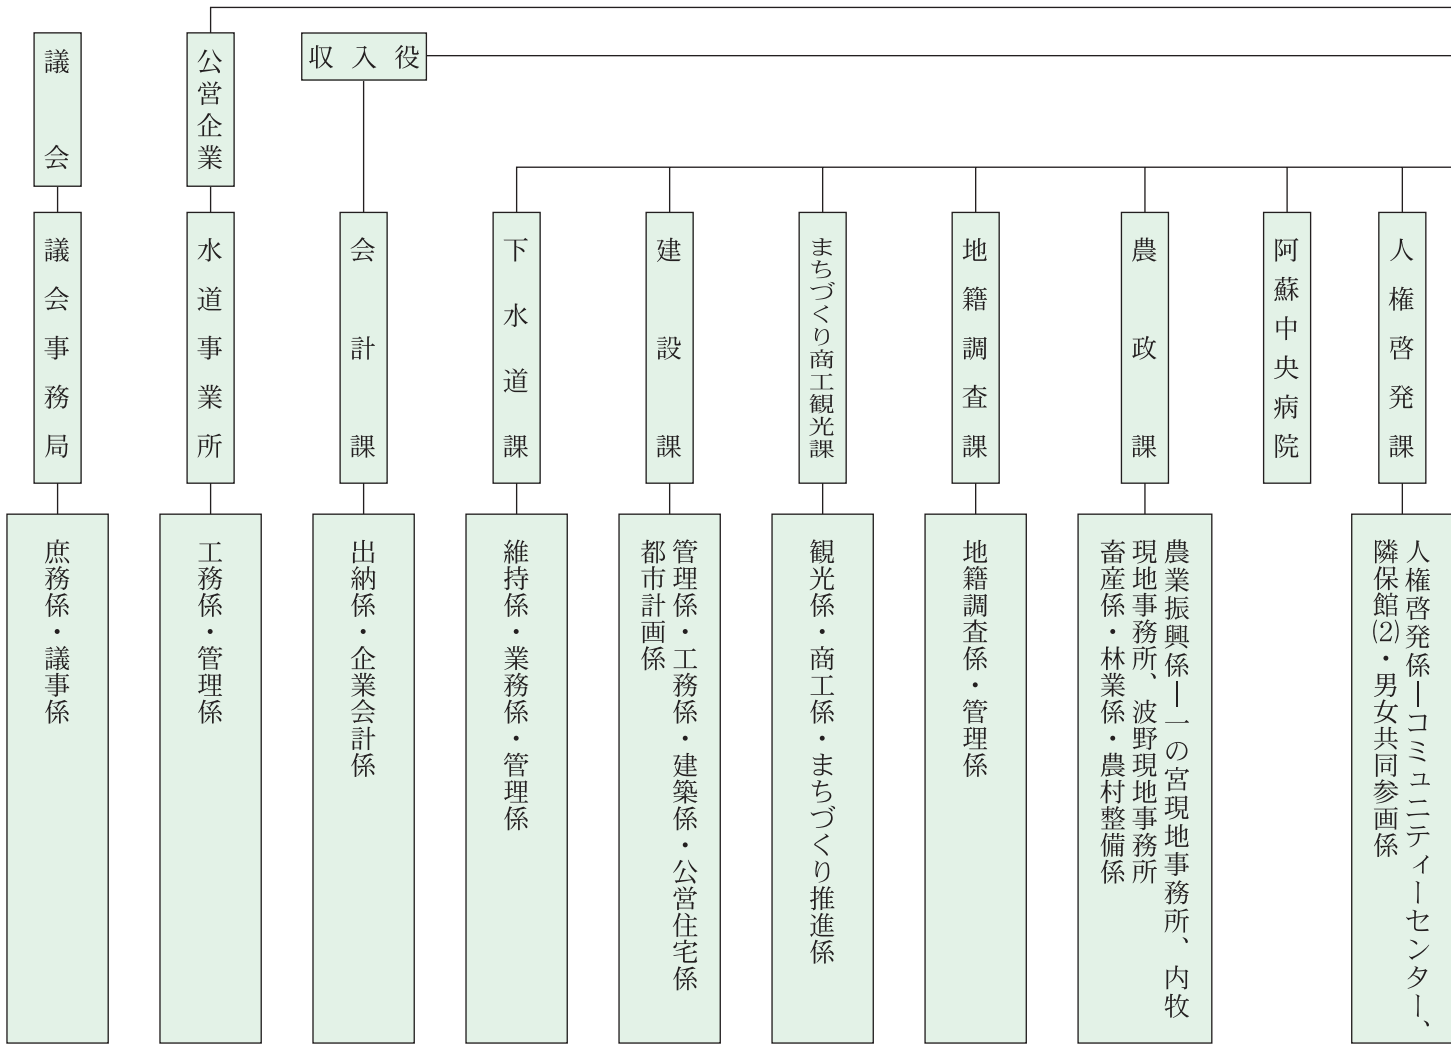 議会
公営企業
収入役
議会事務局
水道事業所
会計課
下水道課
建設課
まちづくり商工観光課
地籍調査課
農政課
阿蘇中央病院
人権啓発課
庶務係・議事係
工務係・管理係
出納係・企業会計係
維持係・業務係・管理係
管理係・工務係・建築係・公営住宅係
都市計画係
観光係・商工係・まちづくり推進係
地籍調査係・管理係
農業振興係―一の宮現地事務所、内牧
現地事務所、波野現地事務所
畜産係・林業係・農村整備係
人権啓発係―コミュニティーセンター、
隣保館(2)・男女共同参画係